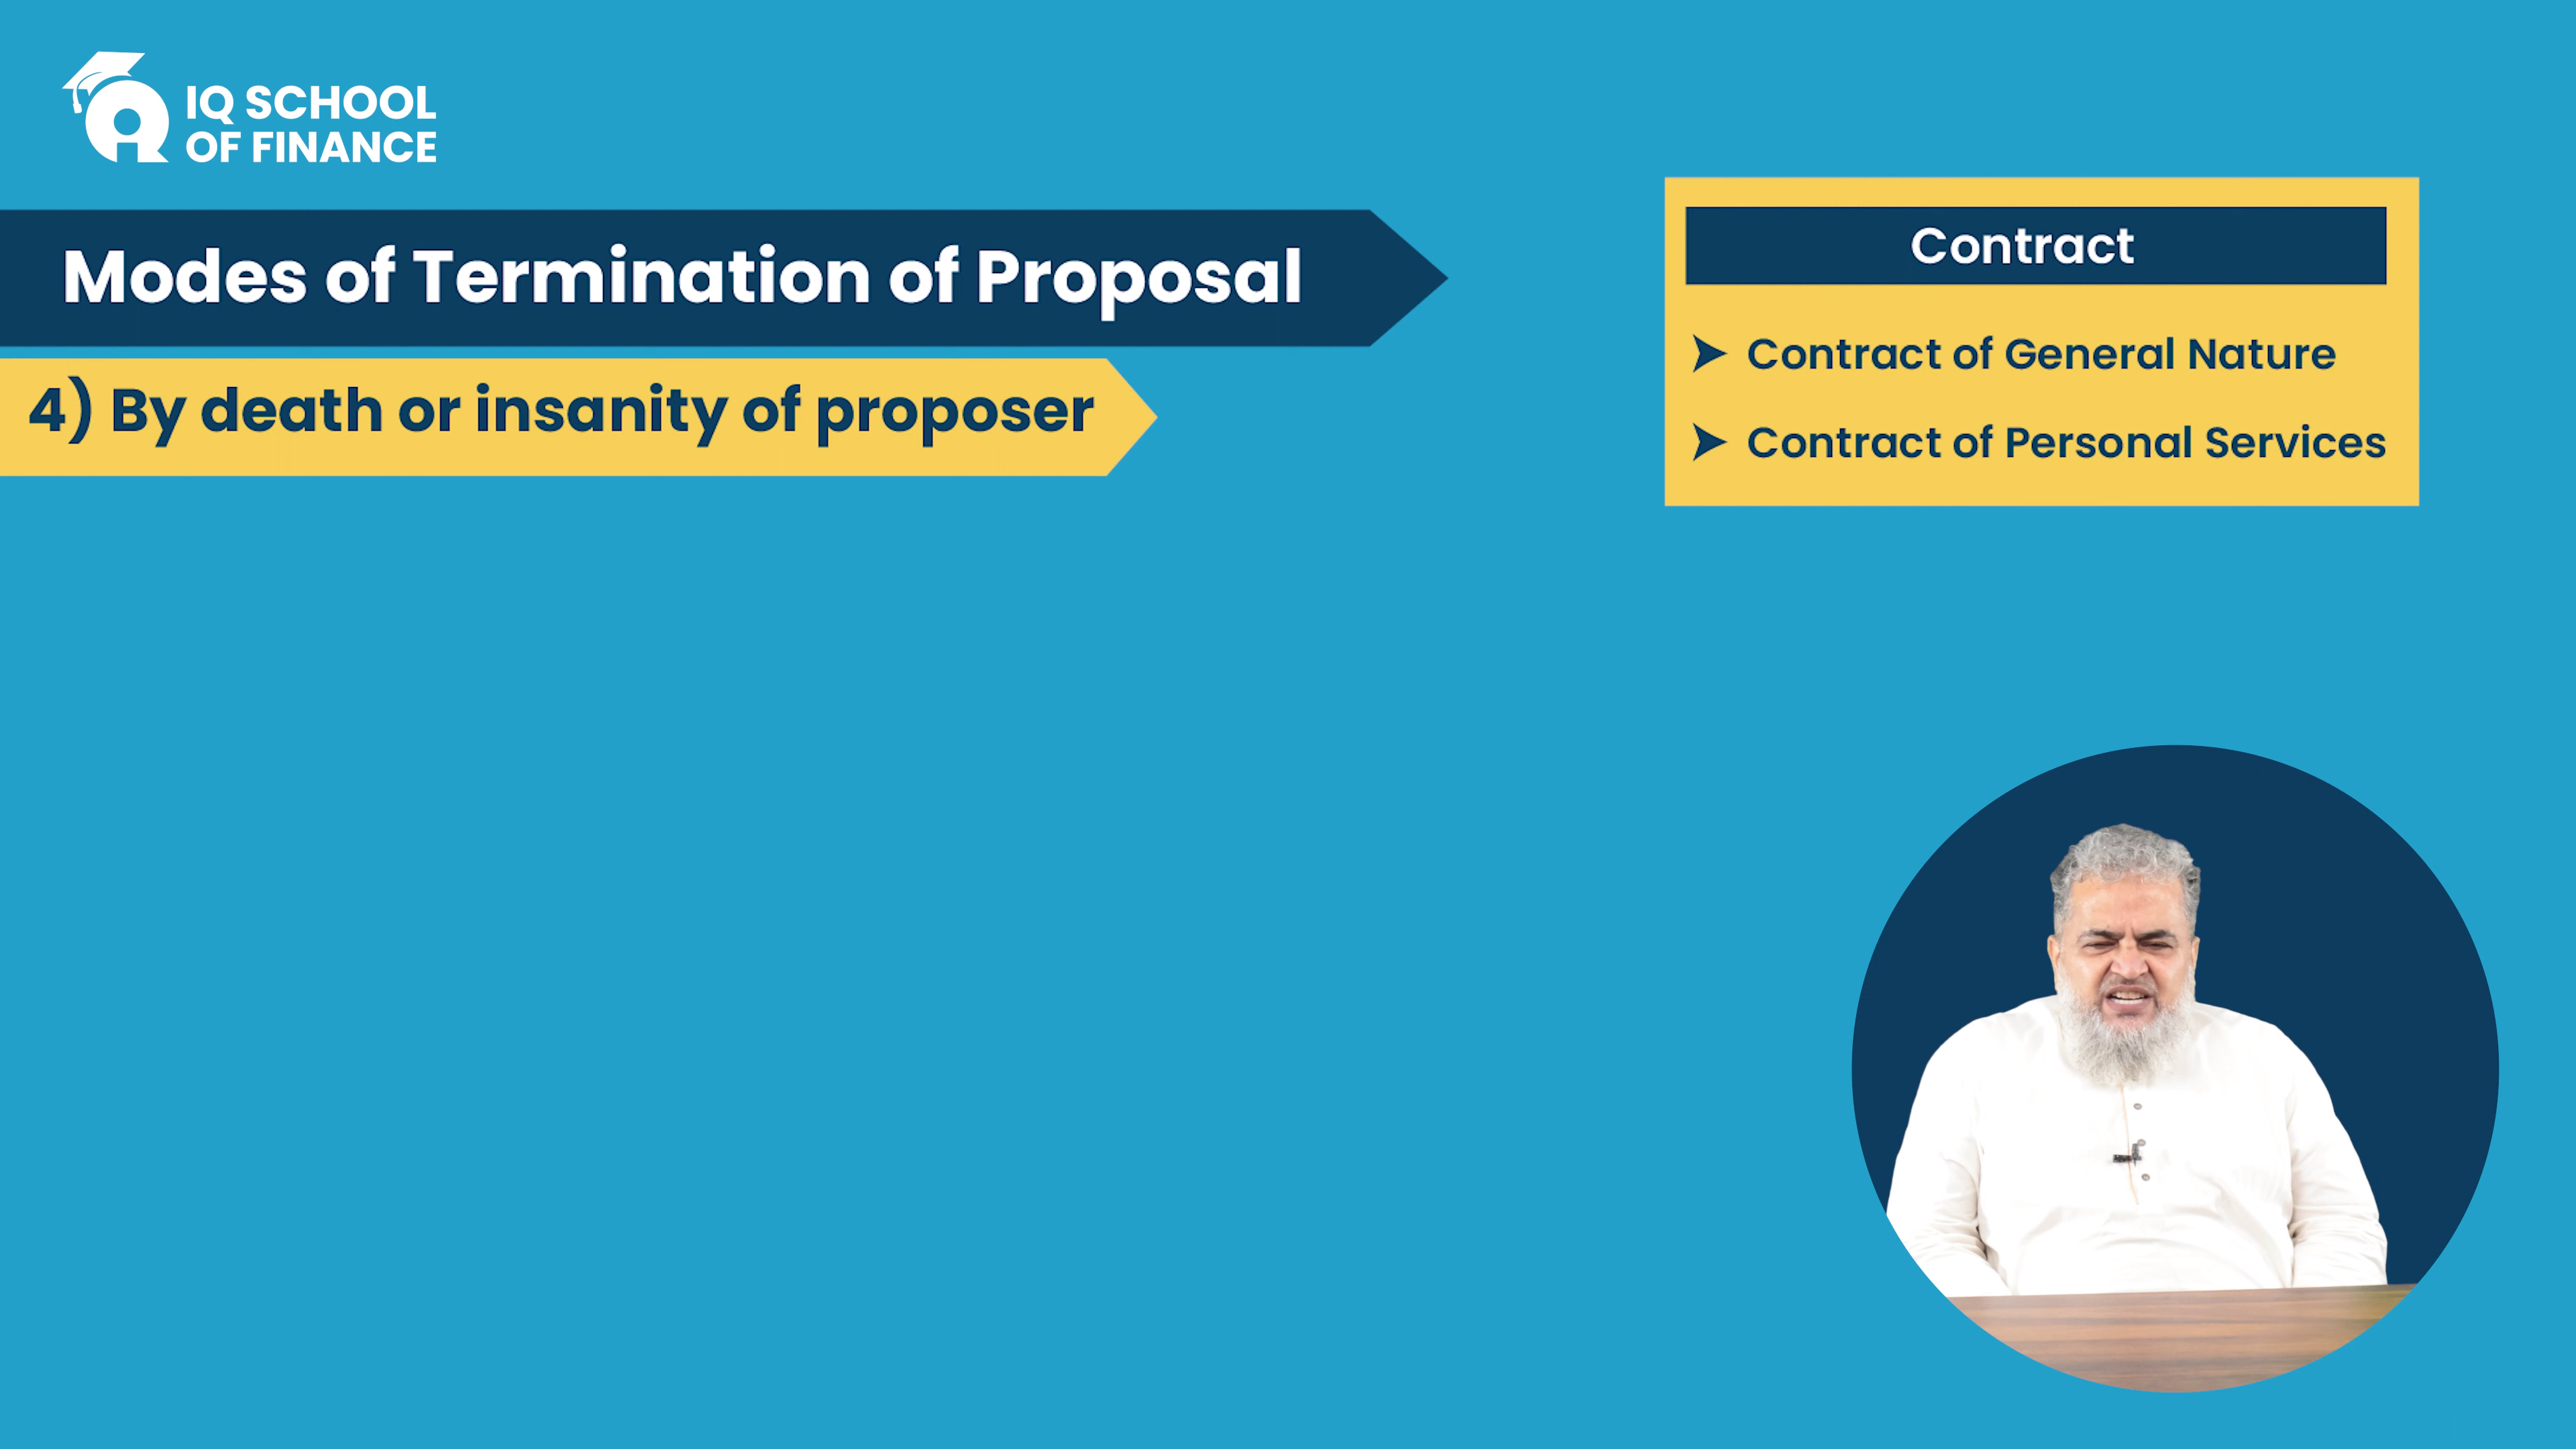 IQ SCHOOL
OF FINANCE
Modes of Termination of Proposal
4) By death or insanity of proposer
Contract
➤ Contract of General Nature
➤ Contract of Personal Services